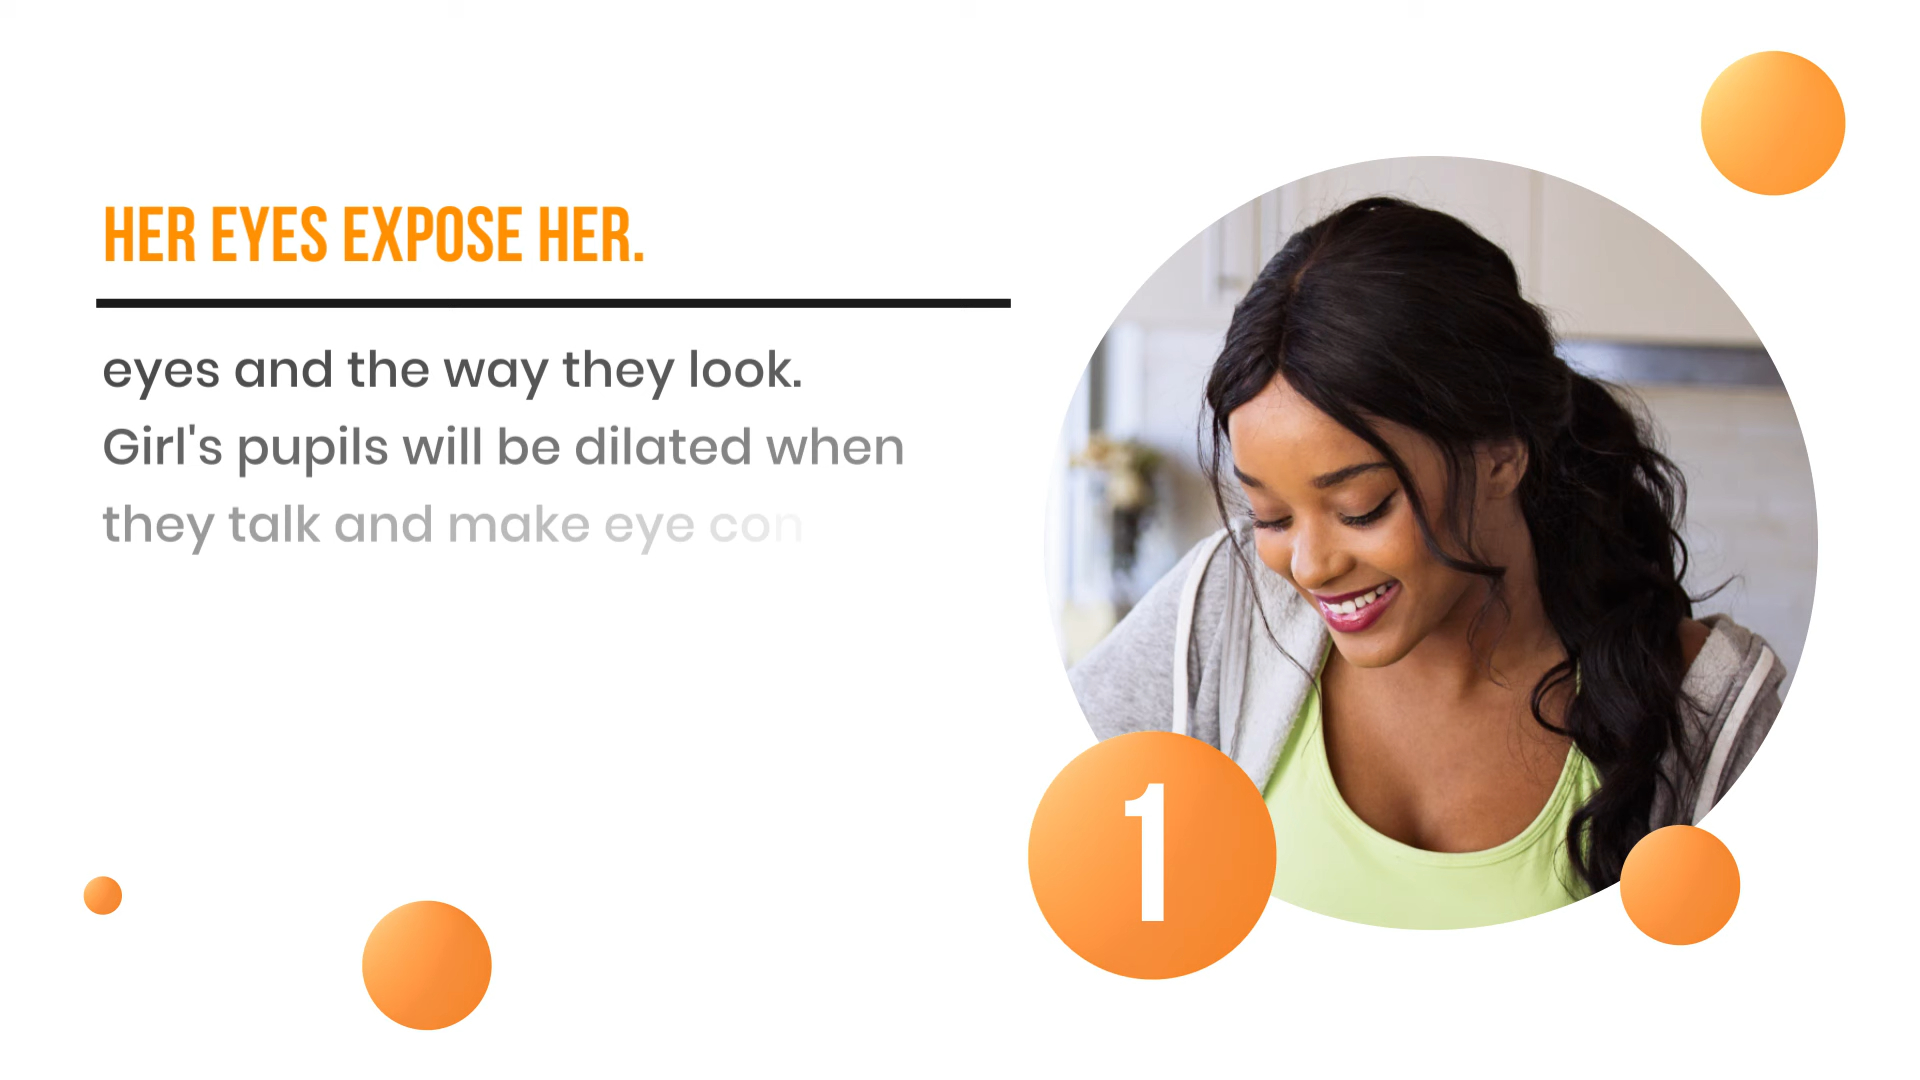 HER EYES EXPOSE HER.
eyes and the way they look.
Girl's pupils will be dilated when
they talk and make eye con
1